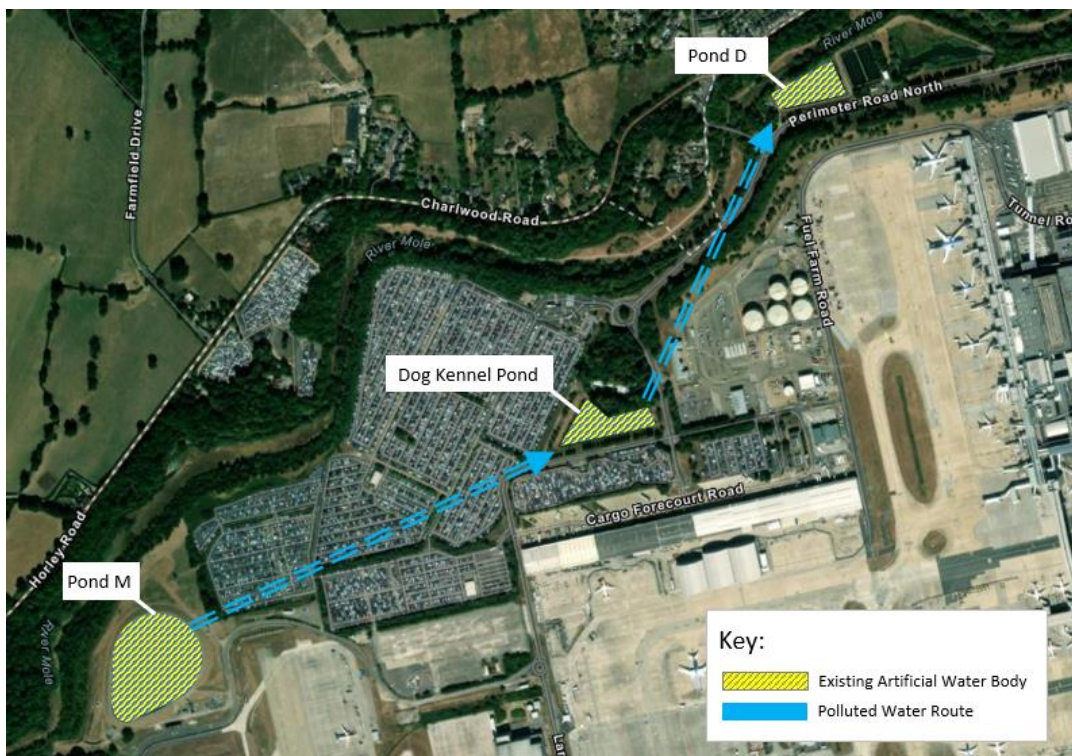 River Mole
Pond D
Perimeter Road North
Farmfield Drive
Charlwood Road
River Mole
Tunnel Ro
Fuel Farm Road
Dog Kennel Pond
Cargo Forecourt Road
Horley Road
Pond M
River Mole
Lar
Key:
Existing Artificial Water Body
Polluted Water Route